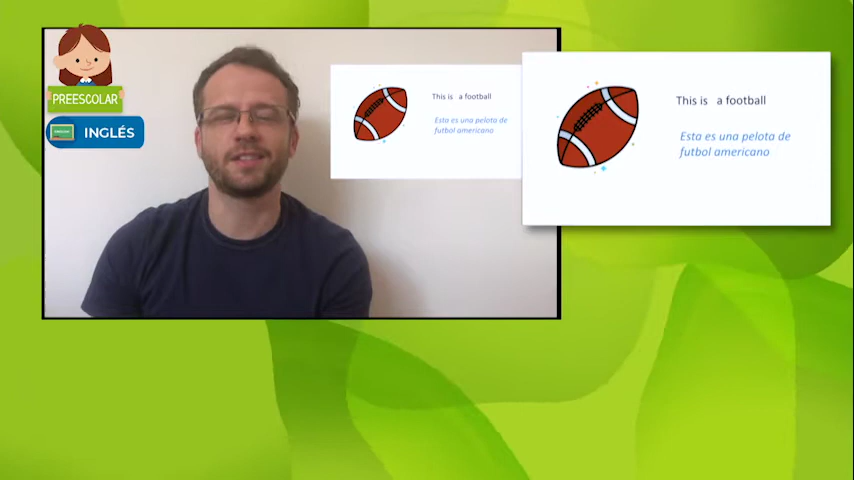 PREESCOLAR
INGLÉS
This is a football
Esta es una pelota de
futbol americano
This is a football
Esta es una pelota de
futbol americano